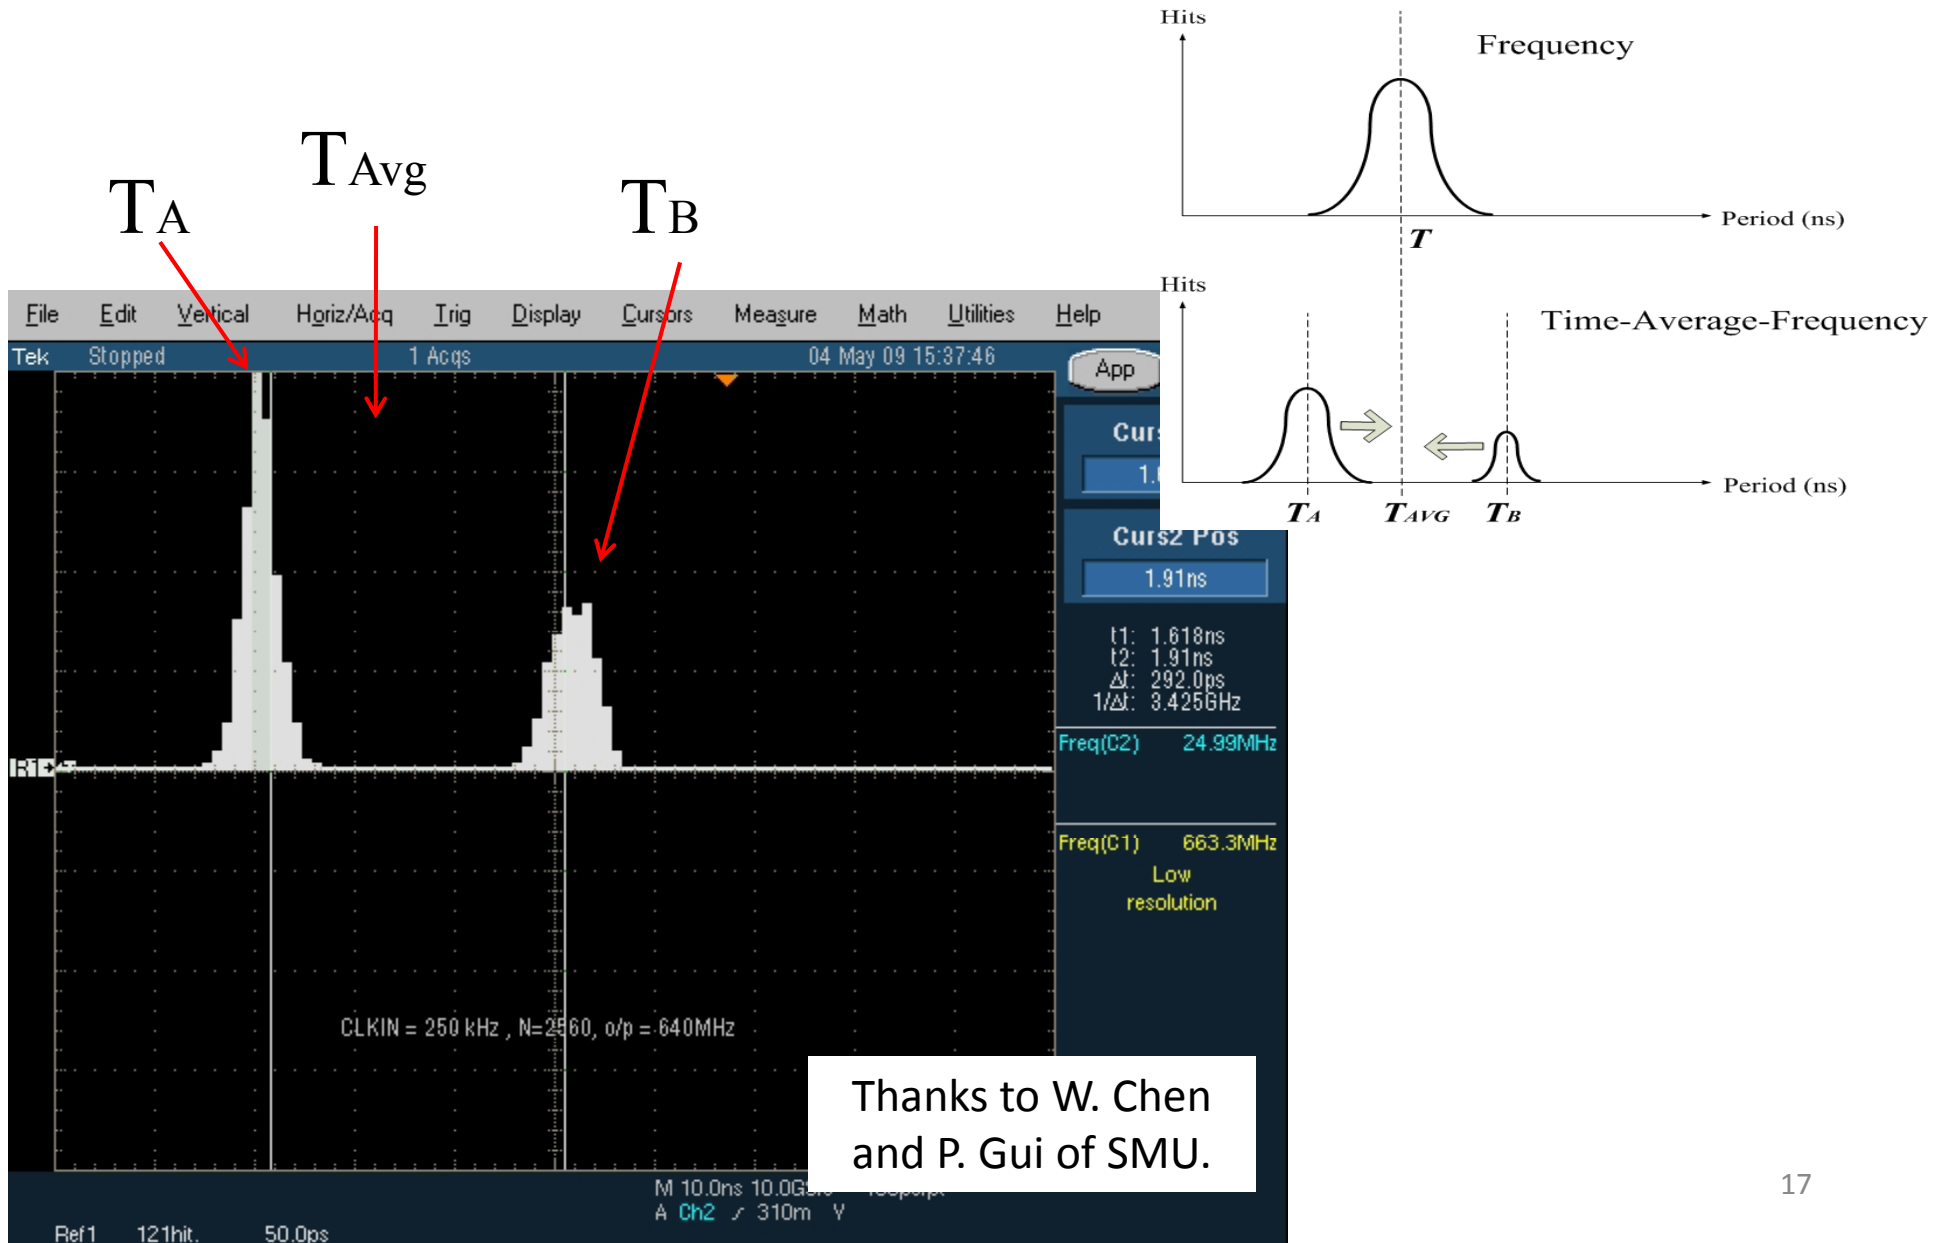 Hits
Frequency
Period (ns)
T
TA
TAvg
TB
Hits
Time-Average-Frequency
Period (ns)
TA TAVG TB
File Edit Vertical Horiz/Acq Trig Display Cursors Measure Math Utilities Help
Tek Stopped 1 Acqs 04 May 09 15:37:46
App
Curs2 Pos
1.91ns
t1: 1.618ns
t2: 1.91ns
Δt: 292.0ps
1/Δt: 3.425GHz
Freq(C2) 24.99MHz
Freq(C1) 663.3MHz
Low
resolution
R1
CLKIN = 250 kHz , N=2560, o/p = 640MHz
Thanks to W. Chen
and P. Gui of SMU.
M 10.0ns
A Ch2 310m V
Ref1 121hit. 50.0ps
17